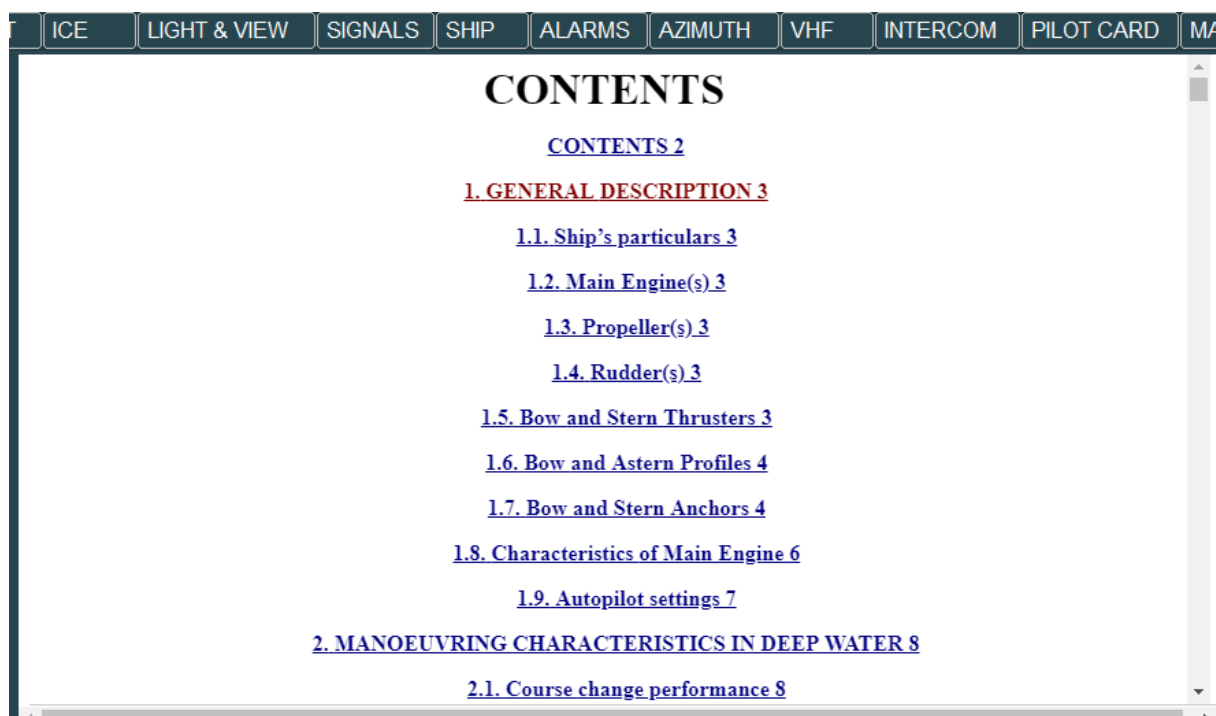 T ICE LIGHT & VIEW SIGNALS SHIP ALARMS AZIMUTH VHF INTERCOM PILOT CARD MA
CONTENTS
CONTENTS 2
1. GENERAL DESCRIPTION 3
1.1. Ship’s particulars 3
1.2. Main Engine(s) 3
1.3. Propeller(s) 3
1.4. Rudder(s) 3
1.5. Bow and Stern Thrusters 3
1.6. Bow and Astern Profiles 4
1.7. Bow and Stern Anchors 4
1.8. Characteristics of Main Engine 6
1.9. Autopilot settings 7
2. MANOEUVRING CHARACTERISTICS IN DEEP WATER 8
2.1. Course change performance 8